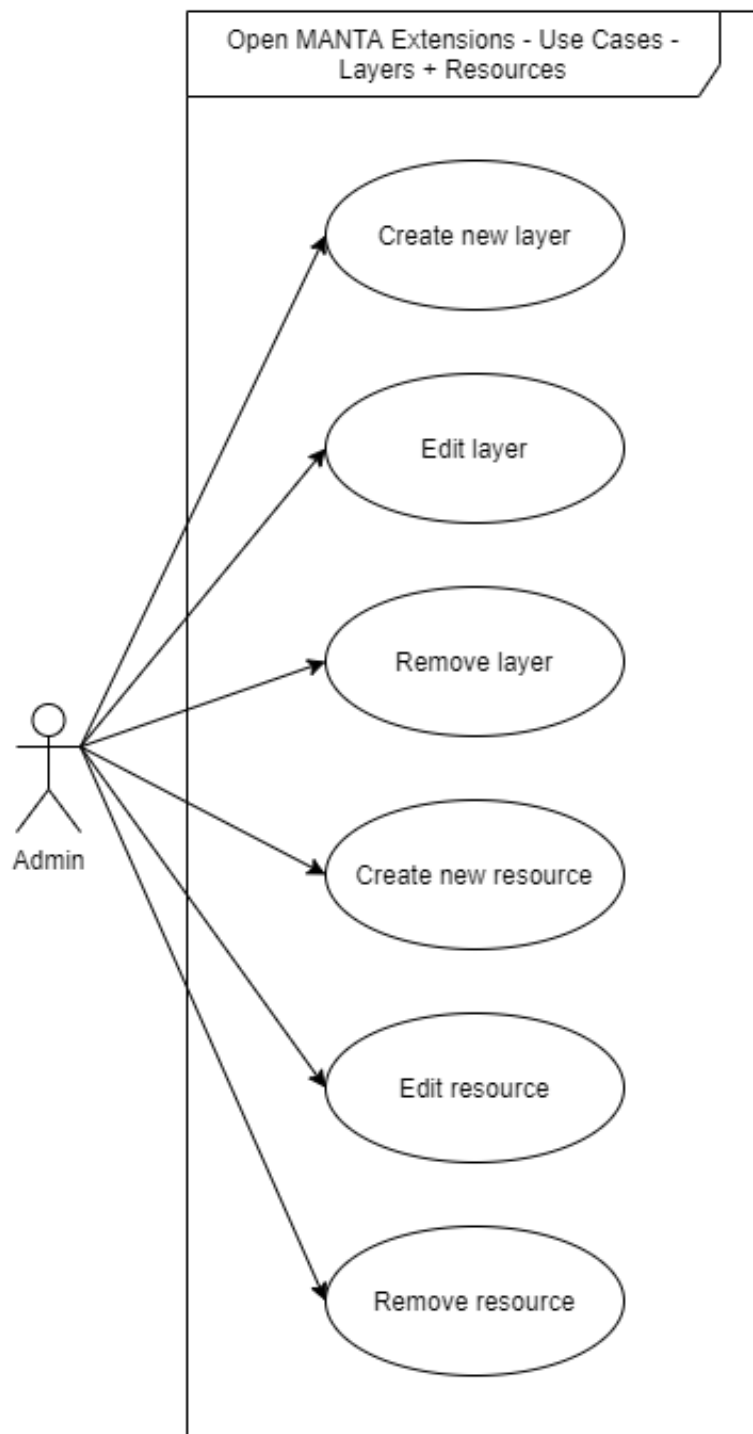 Open MANTA Extensions - Use Cases -
Layers + Resources
Create new layer
Edit layer
Remove layer
Admin
Create new resource
Edit resource
Remove resource